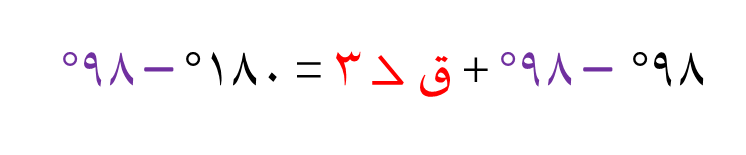 ٩٨° − ٩٨° + ق ∠ ٣ = ١٨٠° − ٩٨°